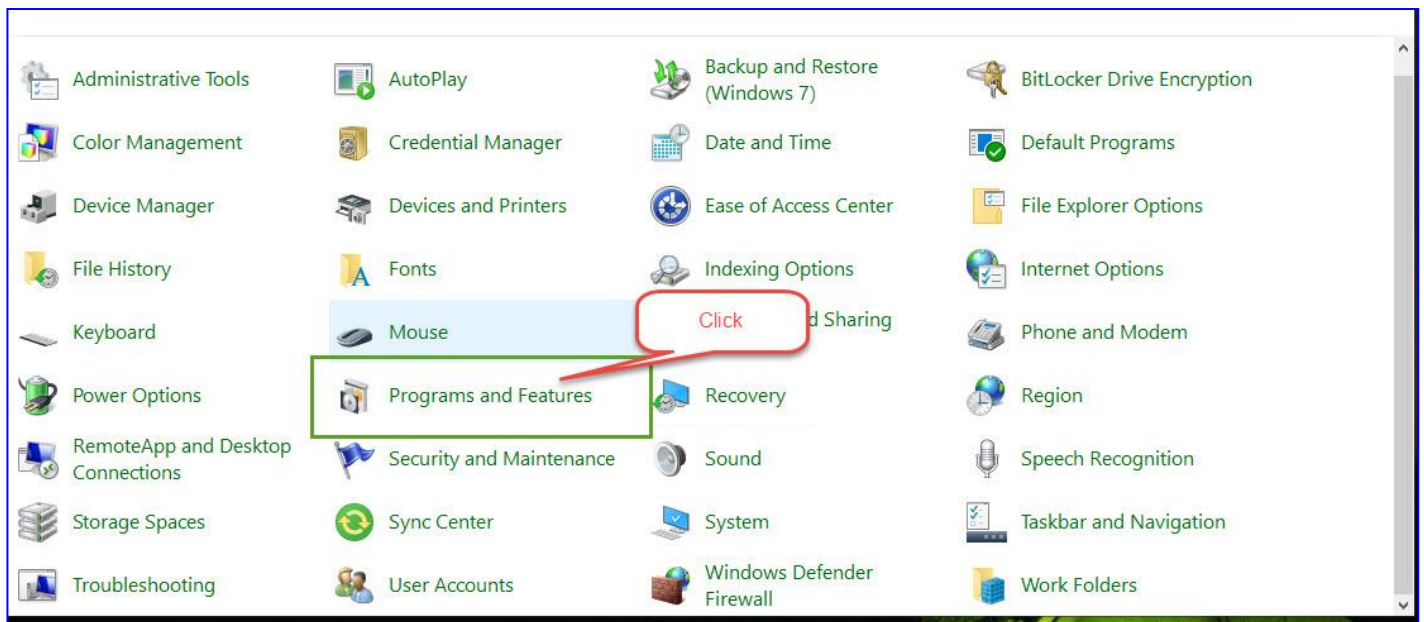 Administrative Tools
AutoPlay
Backup and Restore
(Windows 7)
BitLocker Drive Encryption
Color Management
Credential Manager
Date and Time
Default Programs
Device Manager
Devices and Printers
Ease of Access Center
File Explorer Options
File History
Fonts
Indexing Options
Internet Options
Keyboard
Mouse
Click
d Sharing
Phone and Modem
Power Options
Programs and Features
Recovery
Region
RemoteApp and Desktop
Connections
Security and Maintenance
Sound
Speech Recognition
Storage Spaces
Sync Center
System
Taskbar and Navigation
Troubleshooting
User Accounts
Windows Defender
Firewall
Work Folders